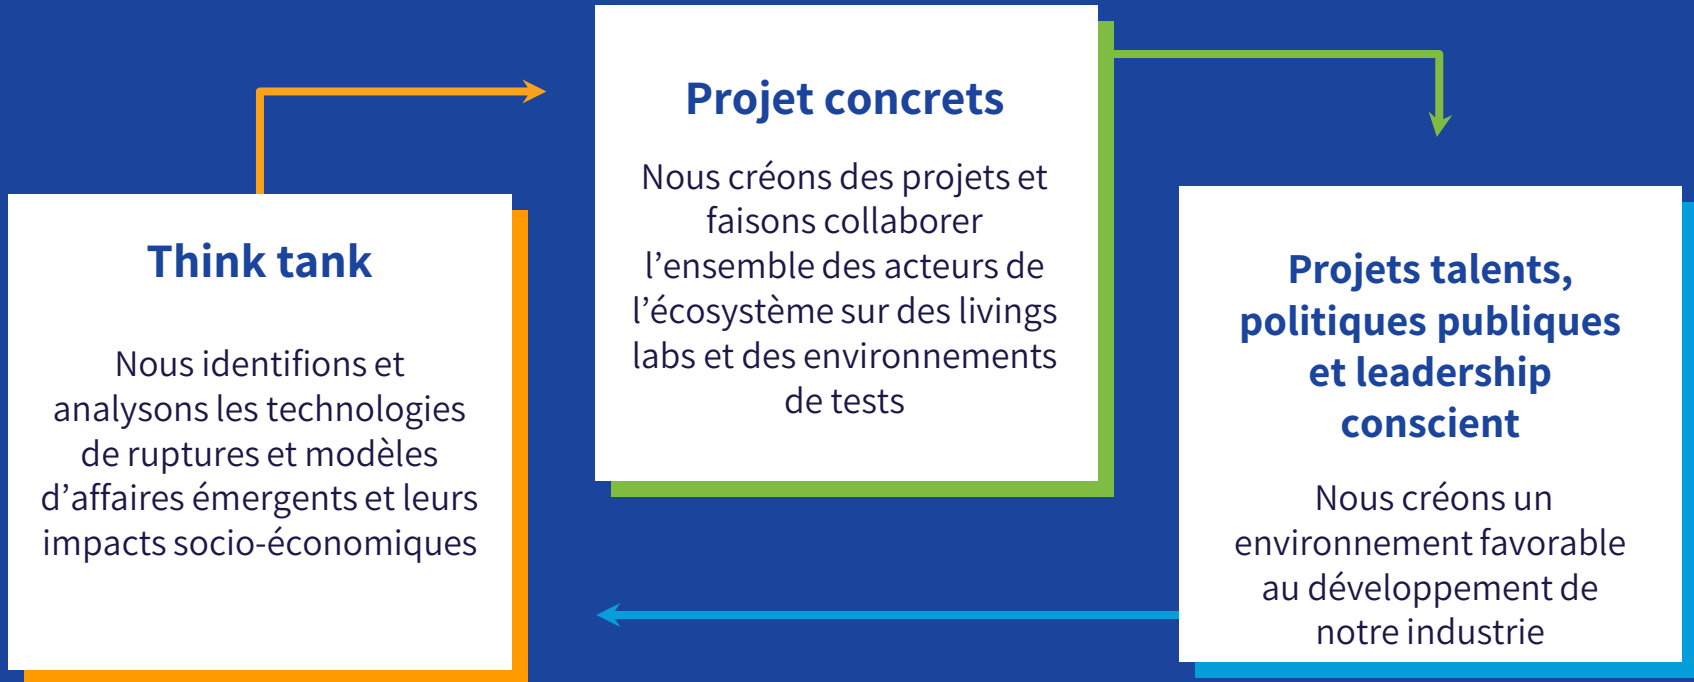 Think tank
Nous identifions et
analysons les technologies
de ruptures et modèles
d’affaires émergents et leurs
impacts socio-économiques
Projet concrets
Nous créons des projets et
faisons collaborer
l’ensemble des acteurs de
l’écosystème sur des livings
labs et des environnements
de tests
Projets talents,
politiques publiques
et leadership
conscient
Nous créons un
environnement favorable
au développement de
notre industrie